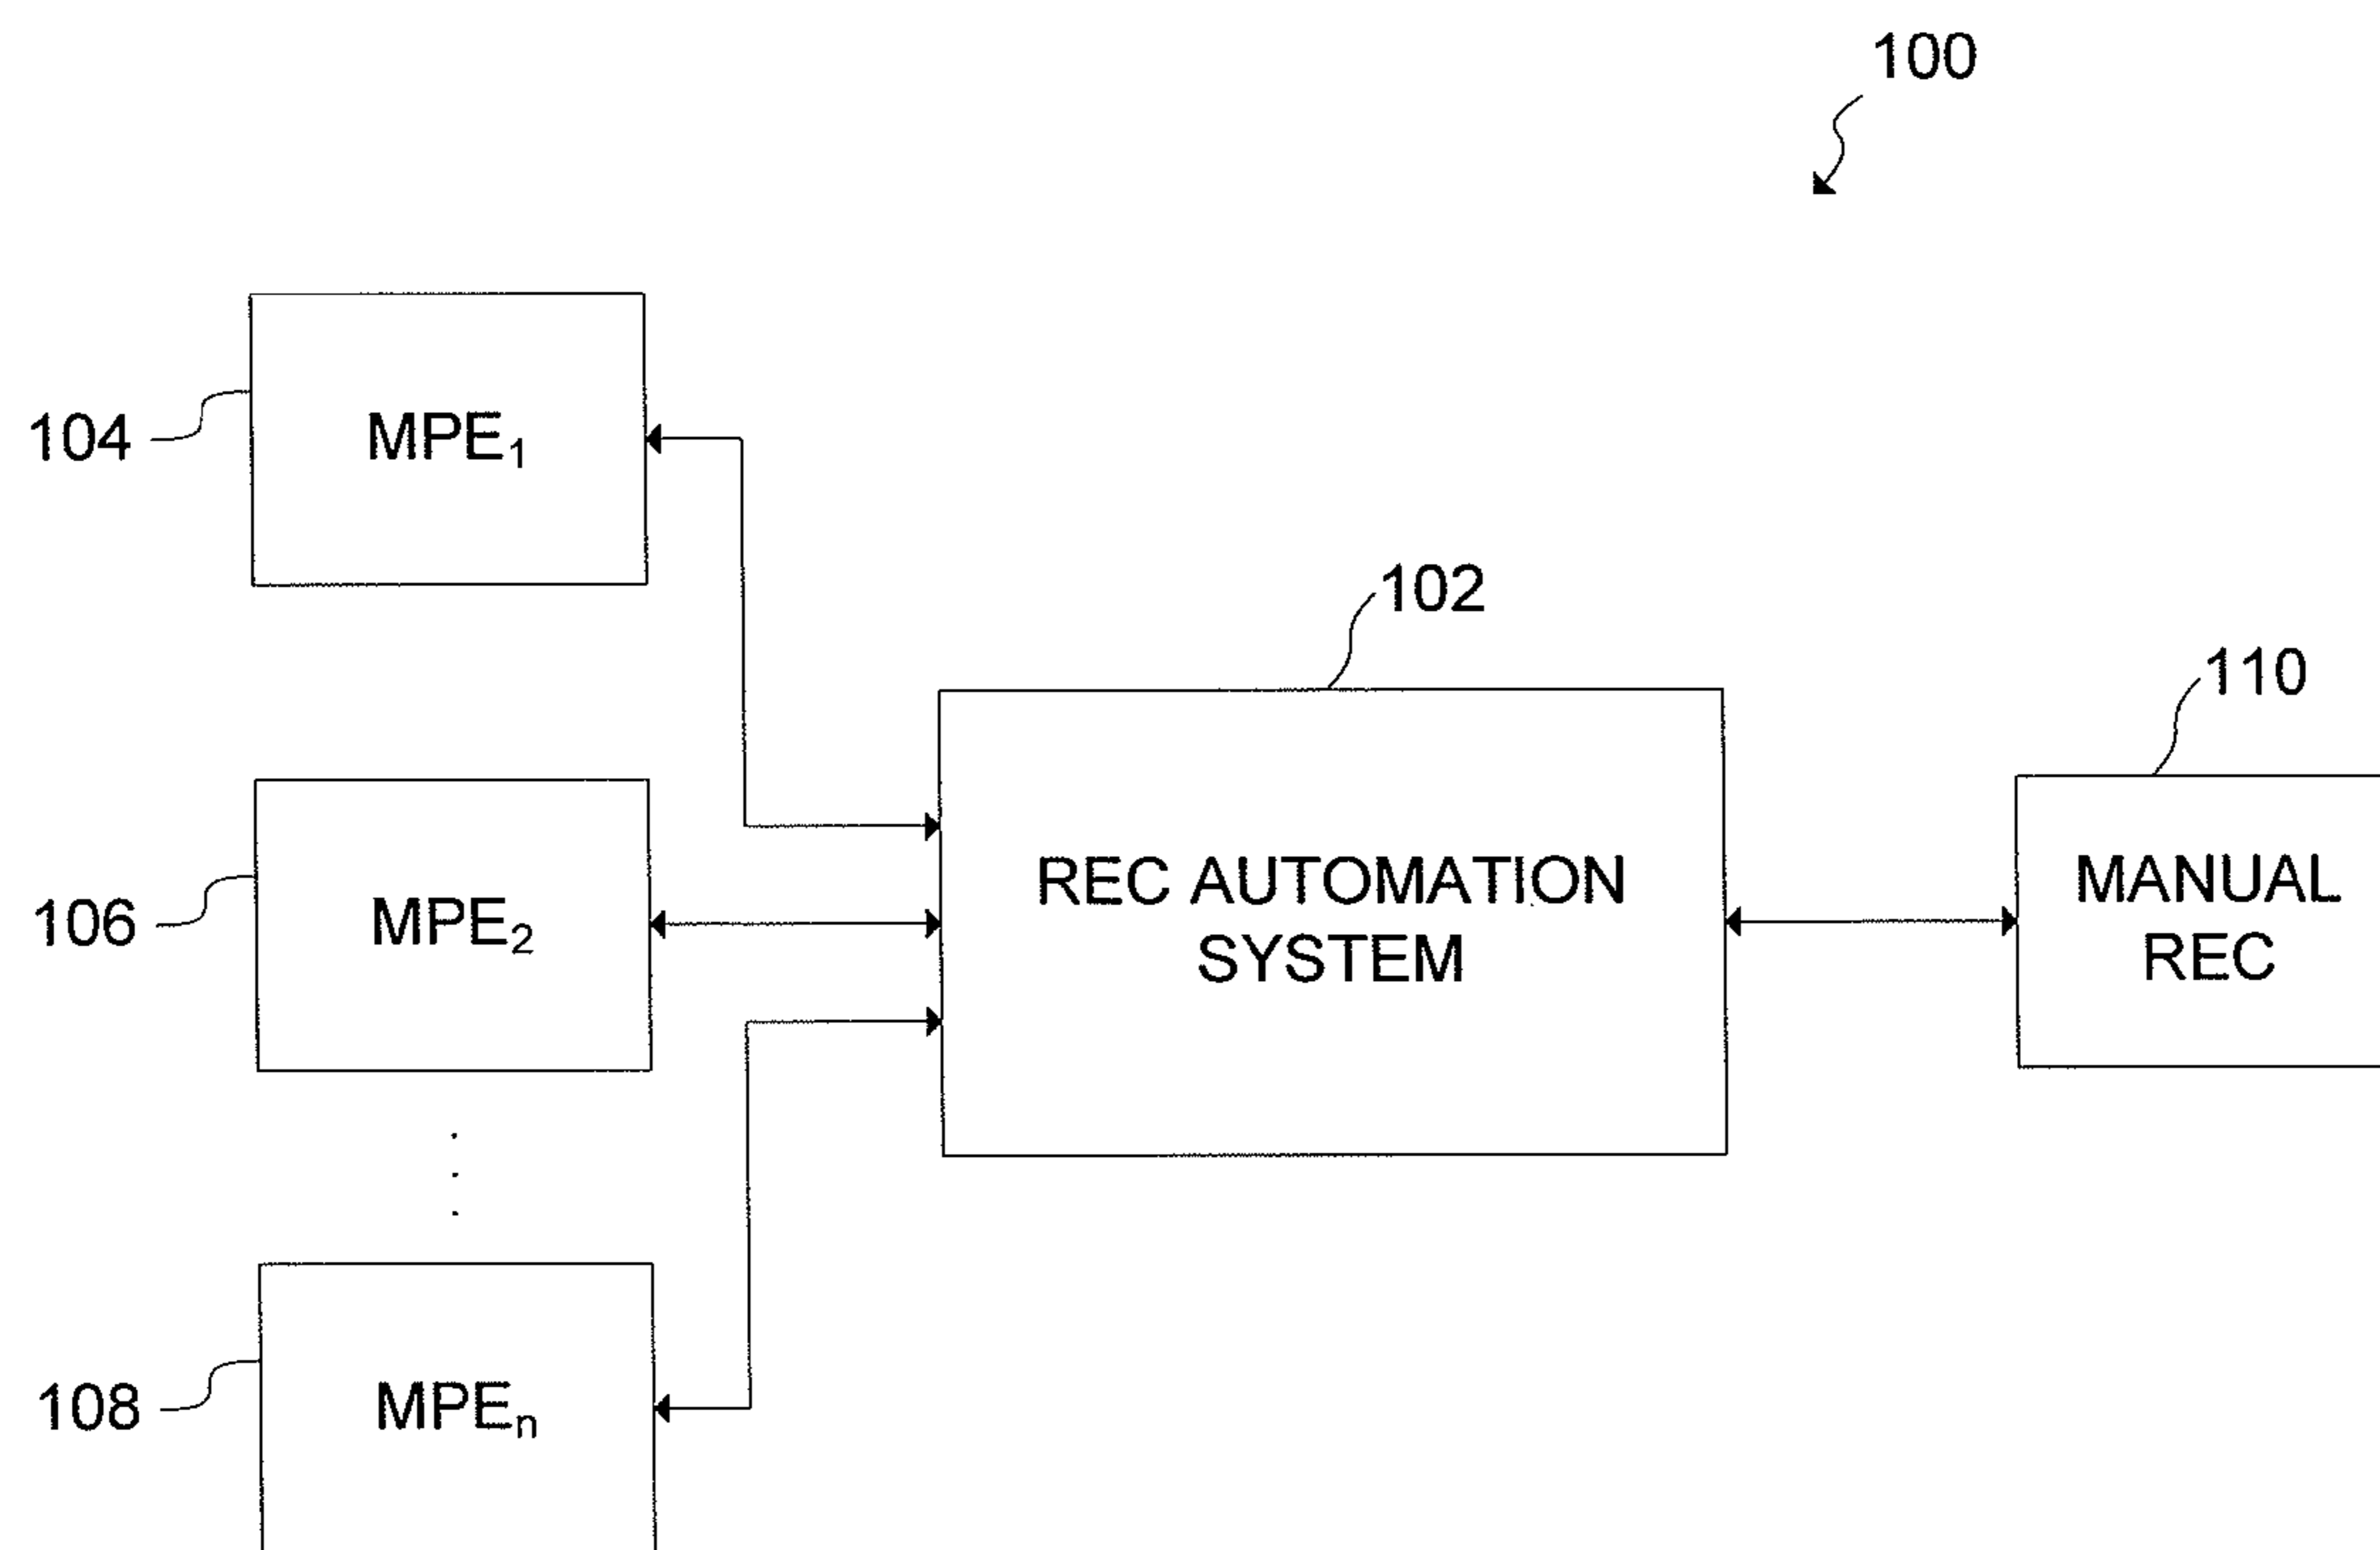 100
104
MPE₁
102
110
106
MPE₂
REC AUTOMATION
SYSTEM
MANUAL
REC
108
MPEₙ